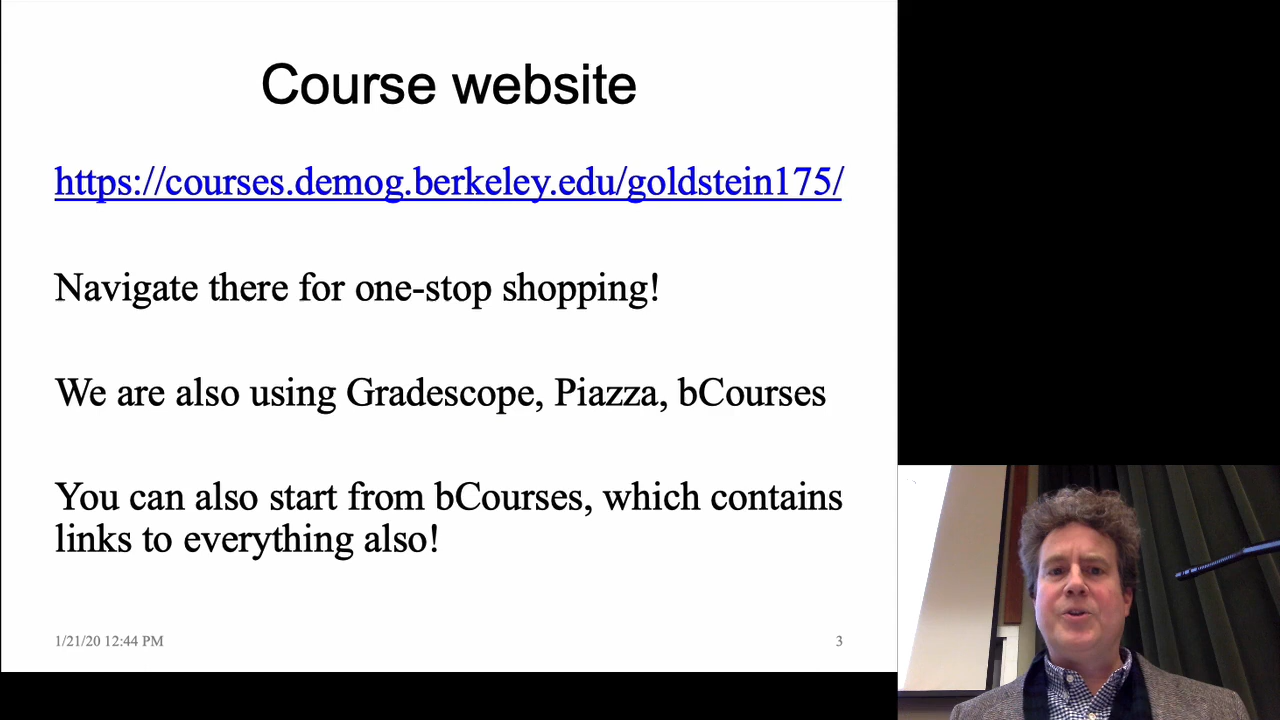 Course website
https://courses.demog.berkeley.edu/goldstein175/
Navigate there for one-stop shopping!
We are also using Gradescope, Piazza, bCourses
You can also start from bCourses, which contains
links to everything also!
1/21/20 12:44 PM
3